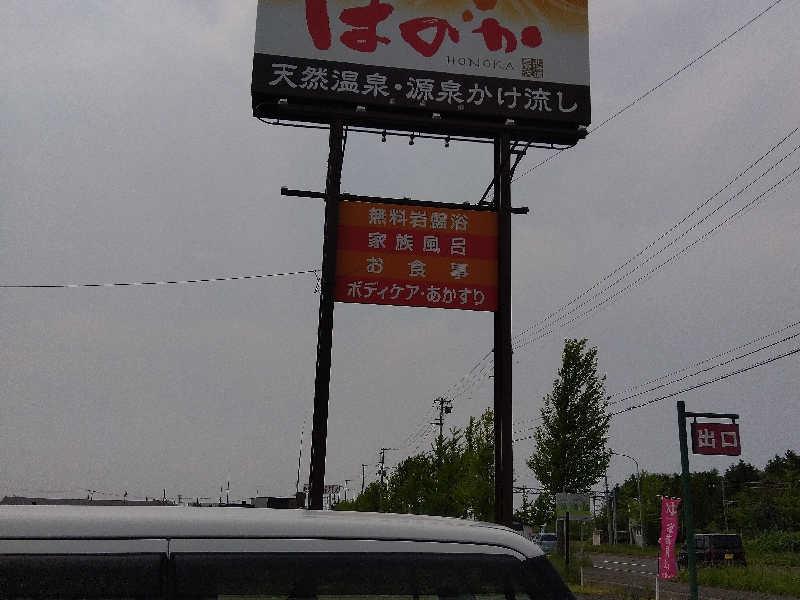 ほのか
HONOKA
天然温泉・源泉かけ流し
無料岩盤浴
家族風呂
お食事
ボディケア・あかすり
出口